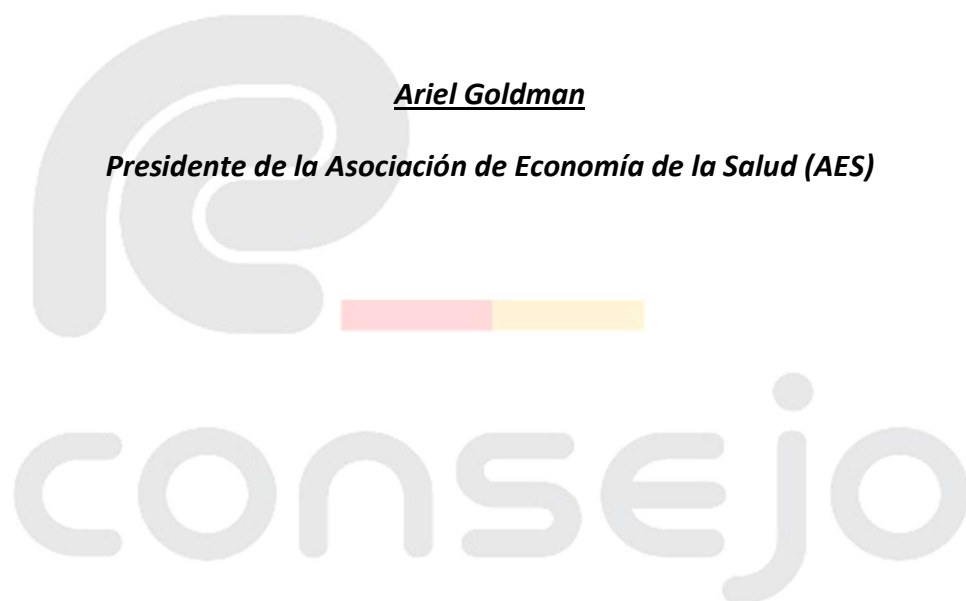 Ariel Goldman
Presidente de la Asociación de Economía de la Salud (AES)
consejo